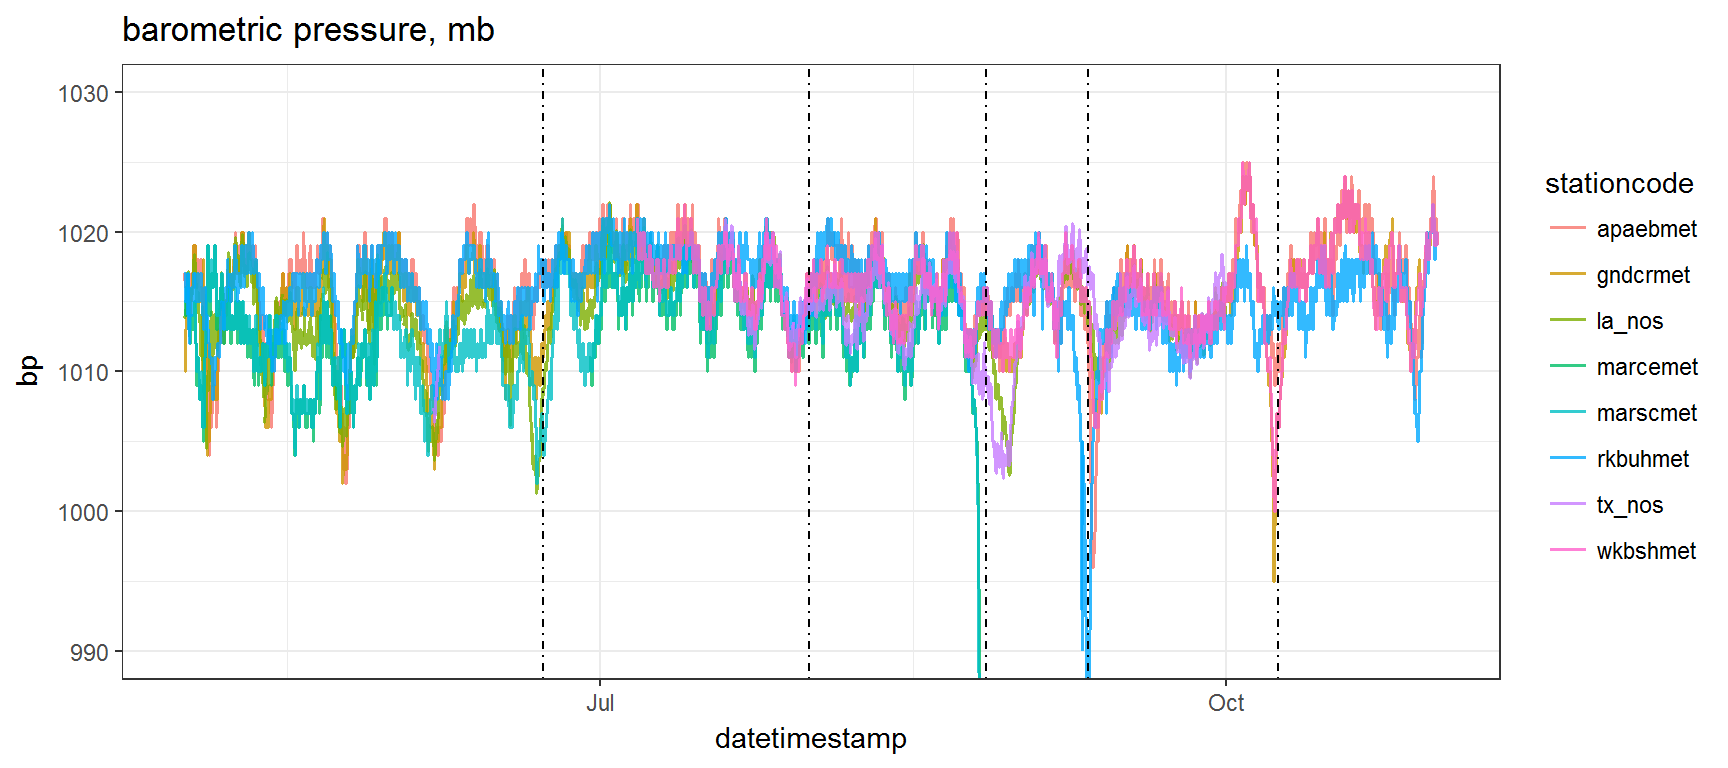 barometric pressure, mb
1030
1020
1010
1000
990
bp
Jul
Oct
datetimestamp
stationcode
apaebmet
gndcrmet
la_nos
marcemet
marscmet
rkbuhmet
tx_nos
wkbshmet